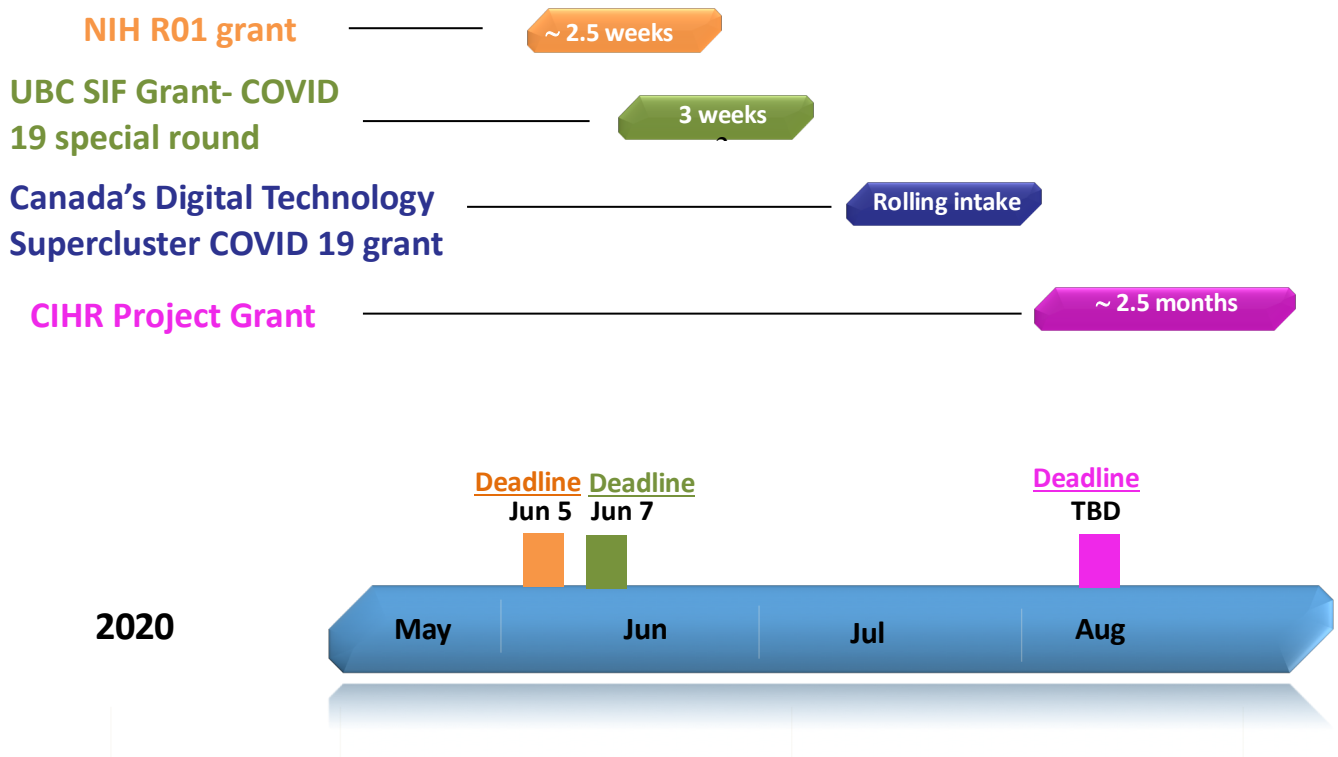 NIH R01 grant
~ 2.5 weeks
UBC SIF Grant- COVID
19 special round
3 weeks
~
Canada’s Digital Technology
Supercluster COVID 19 grant
Rolling intake
CIHR Project Grant
~ 2.5 months
Deadline
Jun 5
Deadline
Jun 7
Deadline
TBD
2020
May
Jun
Jul
Aug